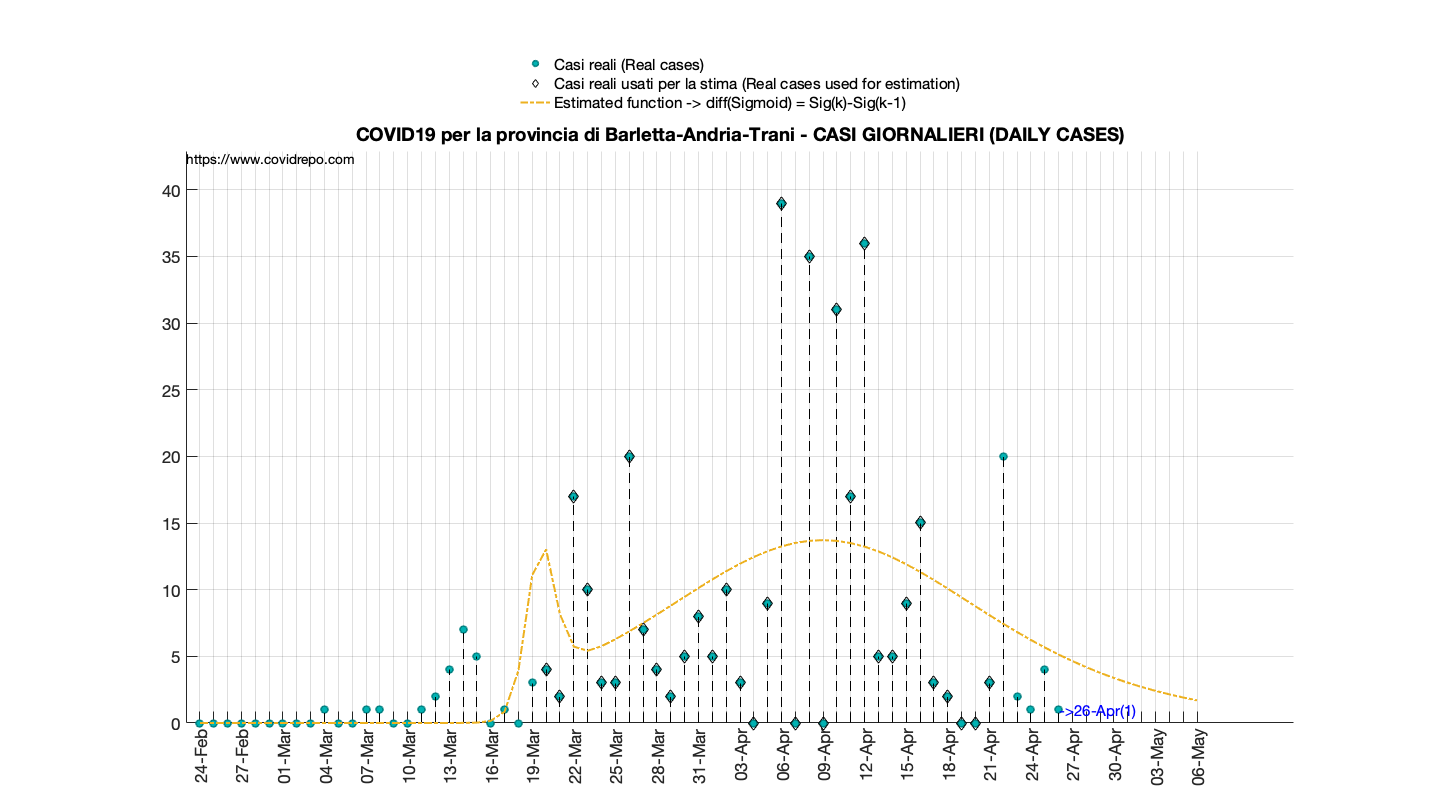 Casi reali (Real cases)
Casi reali usati per la stima (Real cases used for estimation)
Estimated function -> diff(Sigmoid) = Sig(k)-Sig(k-1)
COVID19 per la provincia di Barletta-Andria-Trani - CASI GIORNALIERI (DAILY CASES)
https://www.covidrepo.com
40
35
30
25
20
15
10
5
0
->26-Apr(1)
24-Feb
27-Feb
01-Mar
04-Mar
07-Mar
10-Mar
13-Mar
16-Mar
19-Mar
22-Mar
25-Mar
28-Mar
31-Mar
03-Apr
06-Apr
09-Apr
12-Apr
15-Apr
18-Apr
21-Apr
24-Apr
27-Apr
30-Apr
03-May
06-May